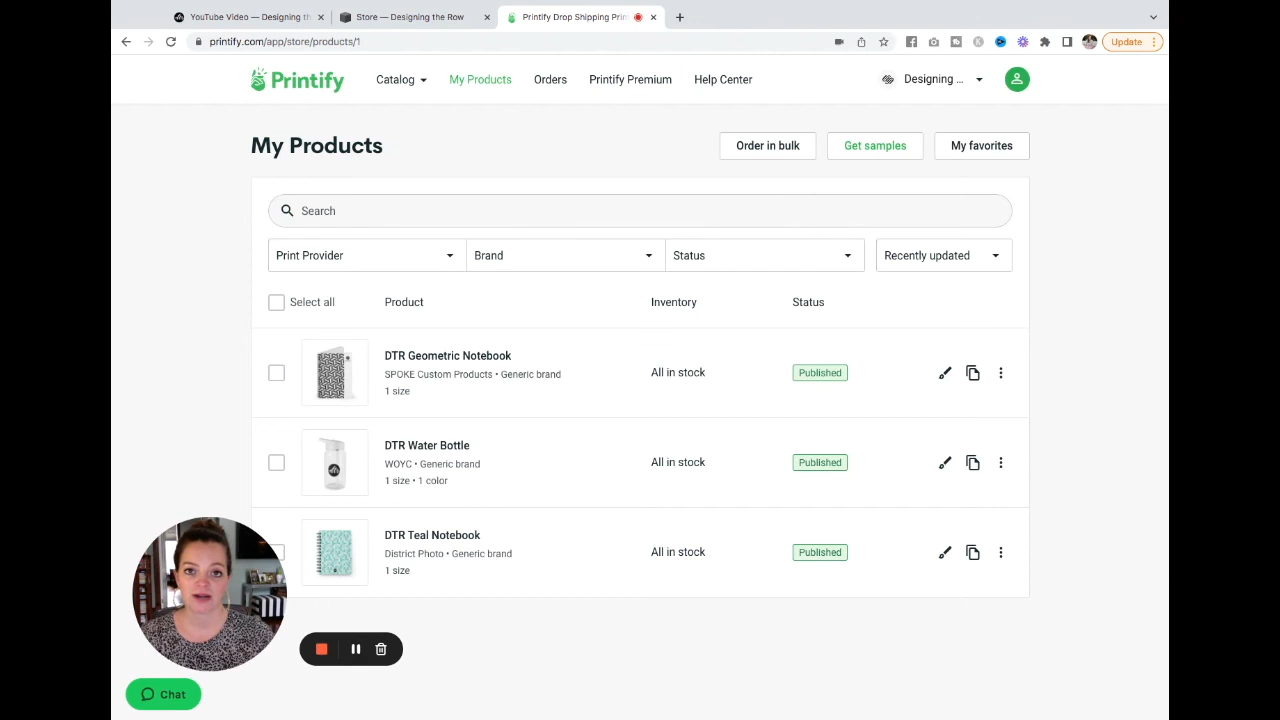 YouTube Video — Designing th
Store — Designing the Row
Printify Drop Shipping Prin
printify.com/app/store/products/1
Update
Printify
Catalog
My Products
Orders
Printify Premium
Help Center
Designing ...
My Products
Order in bulk
Get samples
My favorites
Search
Print Provider
Brand
Status
Recently updated
Select all
Product
Inventory
Status
DTR Geometric Notebook
SPOKE Custom Products • Generic brand
1 size
All in stock
Published
DTR Water Bottle
WOYC • Generic brand
1 size • 1 color
All in stock
Published
DTR Teal Notebook
District Photo • Generic brand
1 size
All in stock
Published
Chat